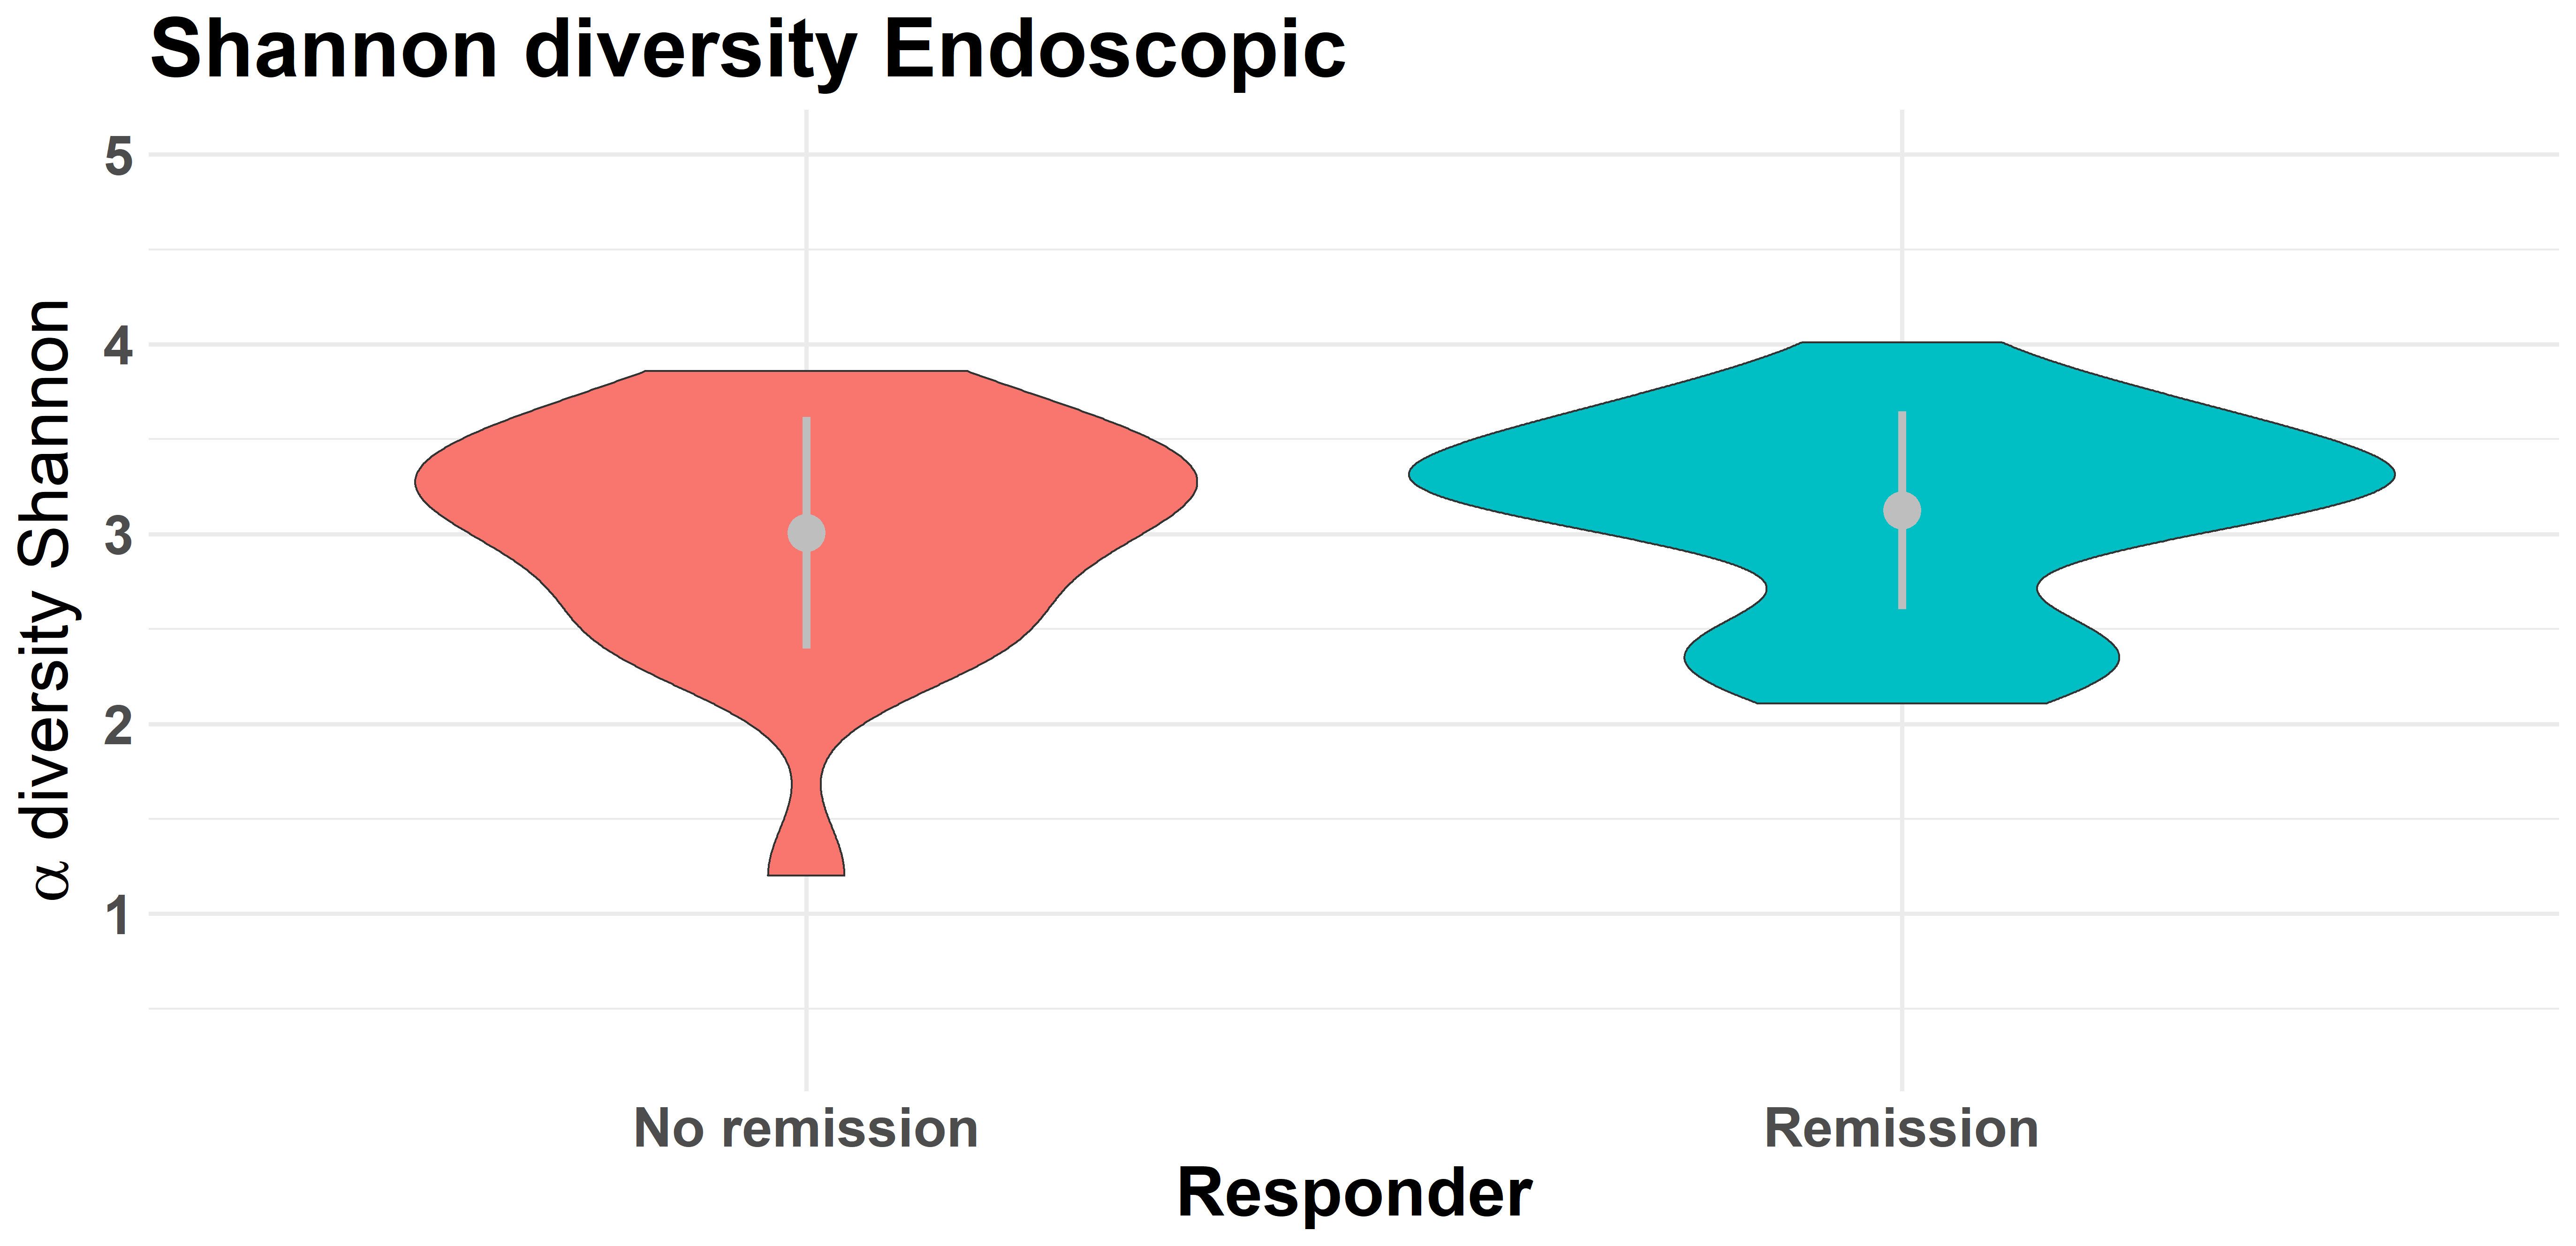 Shannon diversity Endoscopic
α diversity Shannon
5
4
3
2
1
No remission
Remission
Responder